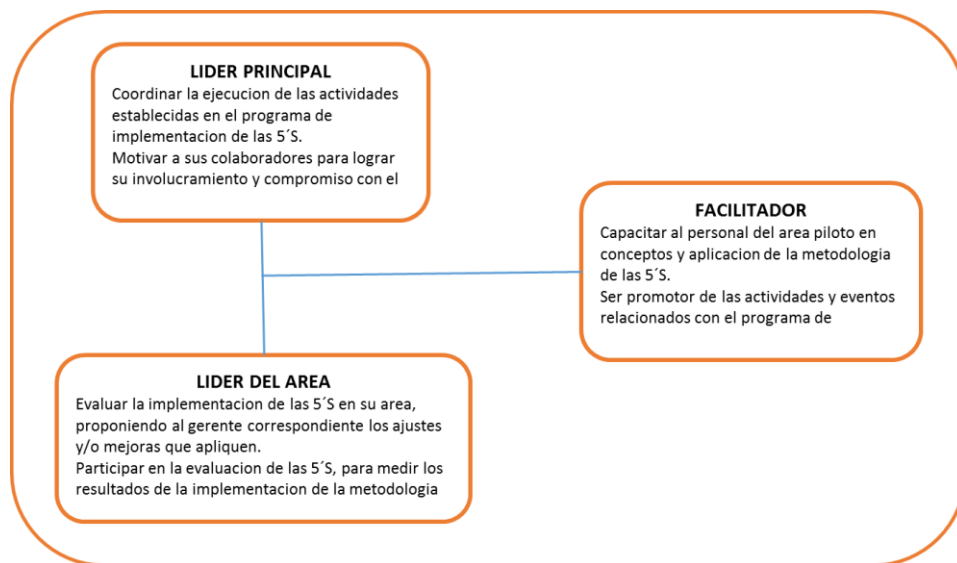 LIDER PRINCIPAL
Coordinar la ejecucion de las actividades
establecidas en el programa de
implementacion de las 5´S.
Motivar a sus colaboradores para lograr
su involucramiento y compromiso con el
FACILITADOR
Capacitar al personal del area piloto en
conceptos y aplicacion de la metodologia
de las 5´S.
Ser promotor de las actividades y eventos
relacionados con el programa de
LIDER DEL AREA
Evaluar la implementacion de las 5´S en su area,
proponiendo al gerente correspondiente los ajustes
y/o mejoras que apliquen.
Participar en la evaluacion de las 5´S, para medir los
resultados de la implementacion de la metodologia